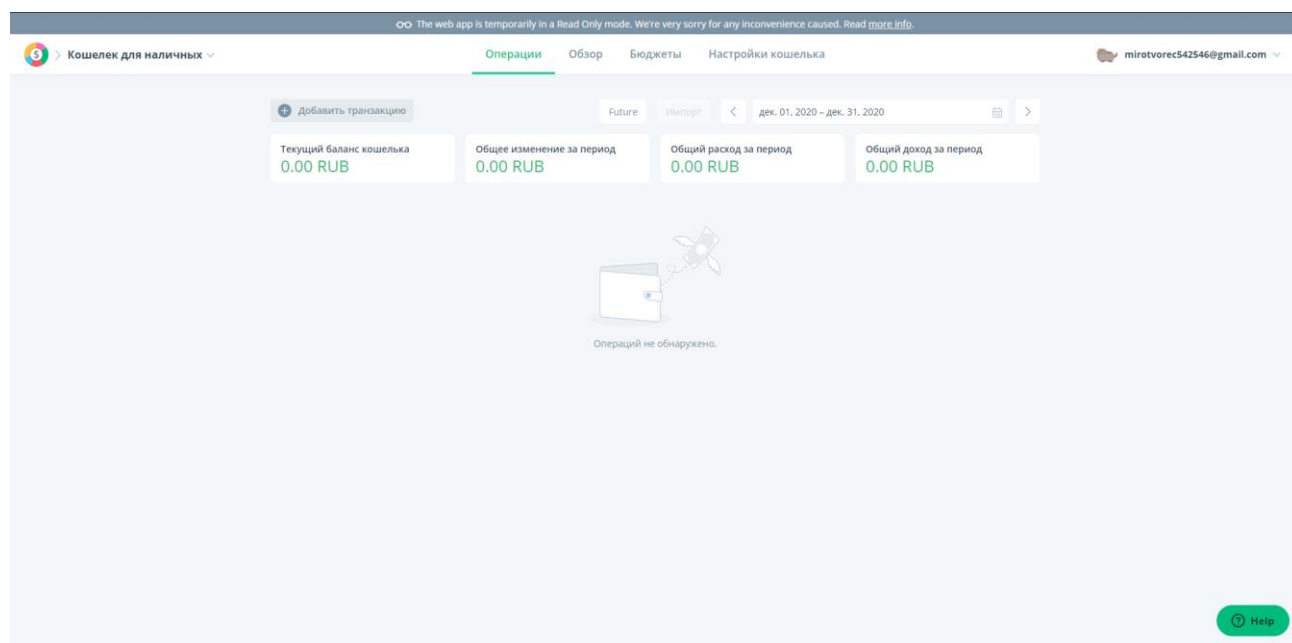 The web app is temporarily in a Read Only mode. We're very sorry for any inconvenience caused. Read more info.
Кошелек для наличных
Операции Обзор Бюджеты Настройки кошелька
mirotvorec542546@gmail.com
Добавить транзакцию
Future Импорт дек. 01. 2020 – дек. 31. 2020
Текущий баланс кошелька Общее изменение за период Общий расход за период Общий доход за период
0.00 RUB 0.00 RUB 0.00 RUB 0.00 RUB
Операций не обнаружено.
Help